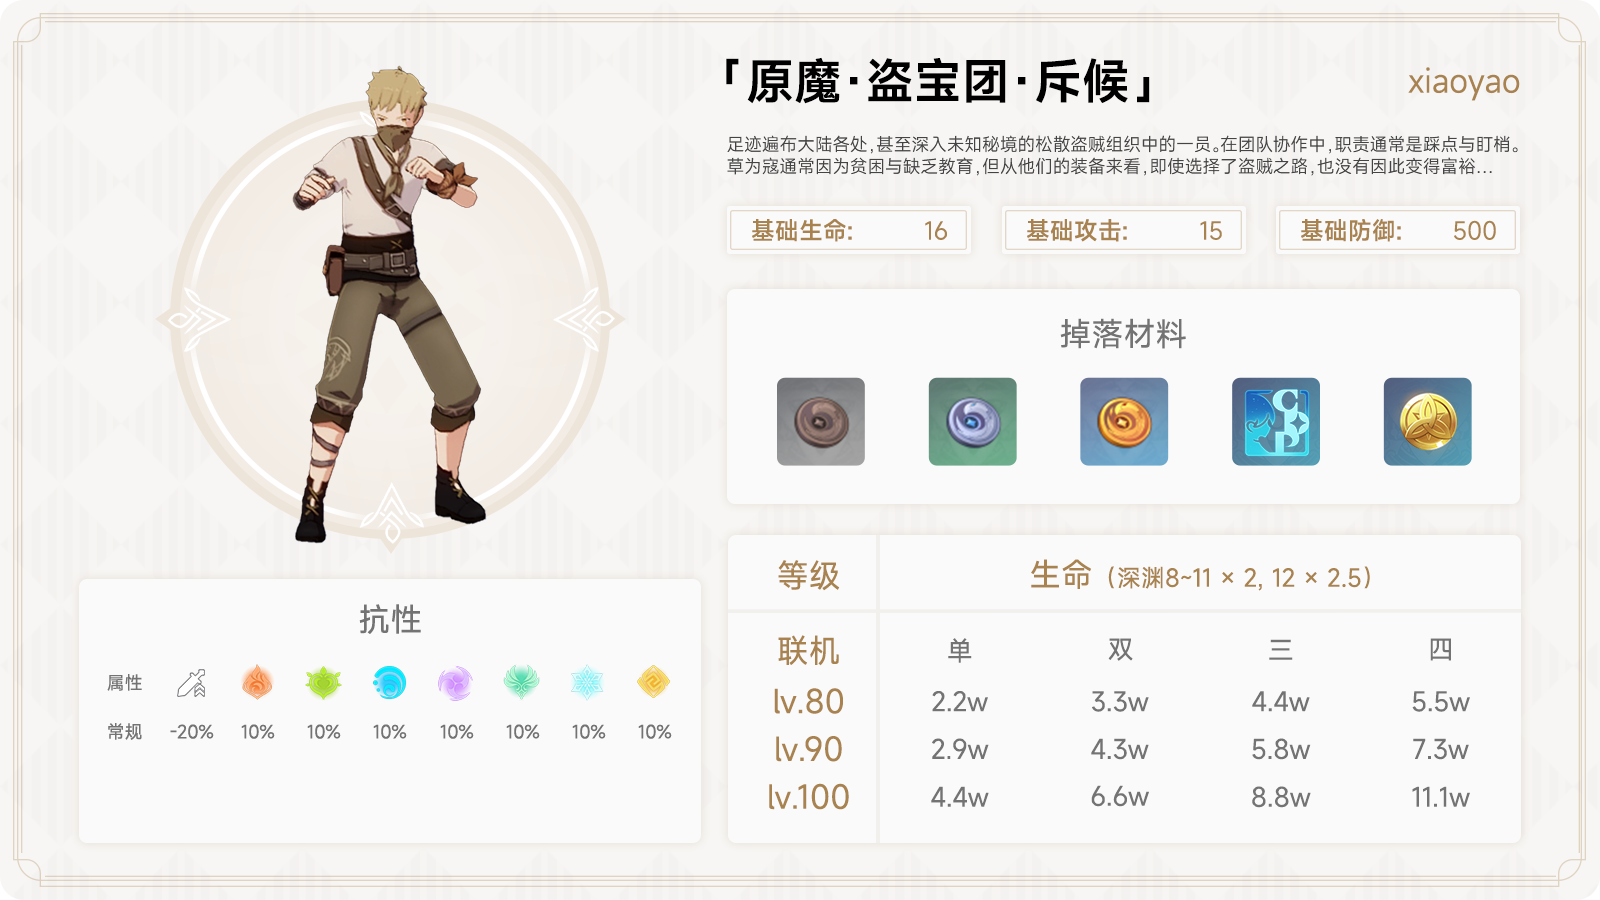 「原魔·盗宝团·斥候」
xiaoyao
足迹遍布大陆各处,甚至深入未知秘境的松散盗贼组织中的一员。在团队协作中,职责通常是踩点与盯梢。
草为寇通常因为贫困与缺乏教育,但从他们的装备来看,即使选择了盗贼之路,也没有因此变得富裕...
基础生命: 16 基础攻击: 15 基础防御: 500
掉落材料
抗性
属性
常规 -20% 10% 10% 10% 10% 10% 10% 10%
等级 生命 (深渊8~11 × 2, 12 × 2.5)
联机 单 双 三 四
lv.80 2.2w 3.3w 4.4w 5.5w
lv.90 2.9w 4.3w 5.8w 7.3w
lv.100 4.4w 6.6w 8.8w 11.1w